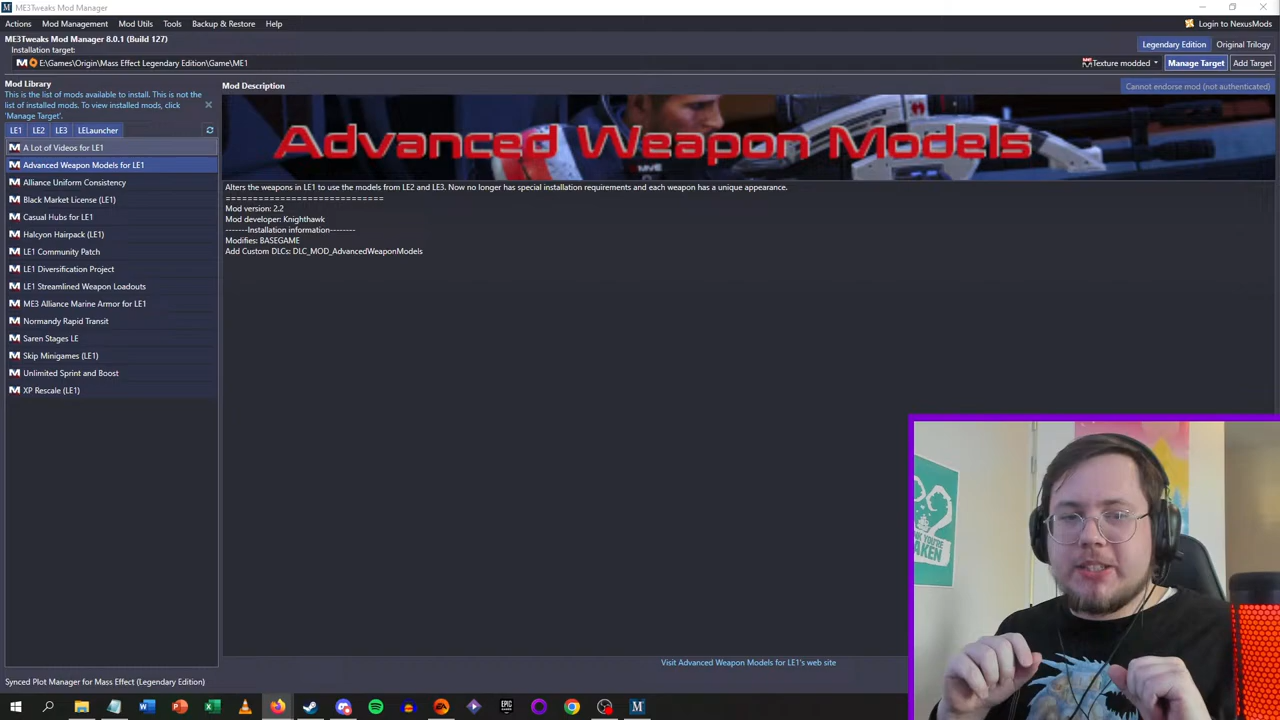 ME3Tweaks Mod Manager
Actions Mod Management Mod Utils Tools Backup & Restore Help
Login to NexusMods
ME3Tweaks Mod Manager 8.0.1 (Build 127)
Legendary Edition Original Trilogy
Installation target:
E:\Games\Origin\Mass Effect Legendary Edition\Game\ME1
Texture modded
Manage Target
Add Target
Mod Library
This is the list of mods available to install. This is not the
list of installed mods. To view installed mods, click
'Manage Target'.
LE1 LE2 LE3 LELauncher
A Lot of Videos for LE1
Advanced Weapon Models for LE1
Alliance Uniform Consistency
Black Market License (LE1)
Casual Hubs for LE1
Halcyon Hairpack (LE1)
LE1 Community Patch
LE1 Diversification Project
LE1 Streamlined Weapon Loadouts
ME3 Alliance Marine Armor for LE1
Normandy Rapid Transit
Saren Stages LE
Skip Minigames (LE1)
Unlimited Sprint and Boost
XP Rescale (LE1)
Mod Description
Cannot endorse mod (not authenticated)
Advanced Weapon Models
Alters the weapons in LE1 to use the models from LE2 and LE3. Now no longer has special installation requirements and each weapon has a unique appearance.
=============================
Mod version: 2.2
Mod developer: Knighthawk
-------Installation information--------
Modifies: BASEGAME
Add Custom DLCs: DLC_MOD_AdvancedWeaponModels
Visit Advanced Weapon Models for LE1's web site
Synced Plot Manager for Mass Effect (Legendary Edition)